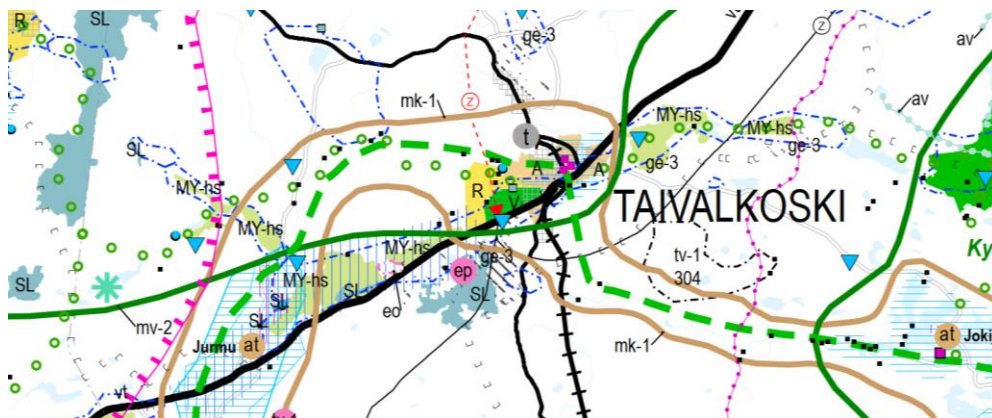 R
SL
ge-3
z
av
av
mk-1
t
MY-hs
MY-hs
ge-3
ge-3
SL
A
A
MY-hs
R
V
TAIVALKOSKI
MY-hs
ge-3
tv-1
304
Ky
SL
MY-hs
SL
SL
SL
ep
SL
eo
mv-2
Jurmu
at
mk-1
at
Joki
vt
z